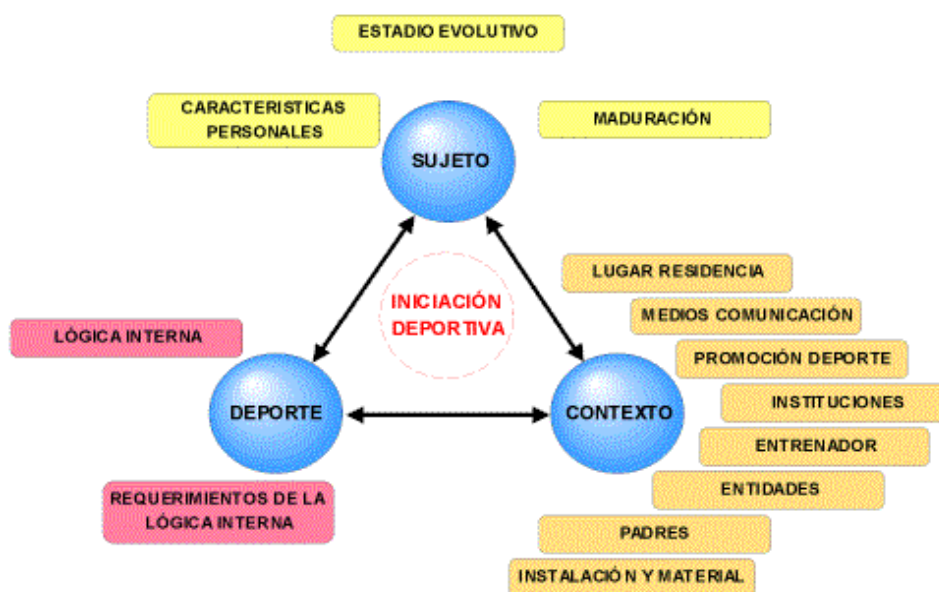 ESTADIO EVOLUTIVO
CARACTERISTICAS
PERSONALES
MADURACIÓN
SUJETO
LUGAR RESIDENCIA
INICIACIÓN
DEPORTIVA
MEDIOS COMUNICACIÓN
LÓGICA INTERNA
PROMOCIÓN DEPORTE
INSTITUCIONES
DEPORTE
CONTEXTO
ENTRENADOR
ENTIDADES
REQUERIMIENTOS DE LA
LÓGICA INTERNA
PADRES
INSTALACIÓN Y MATERIAL